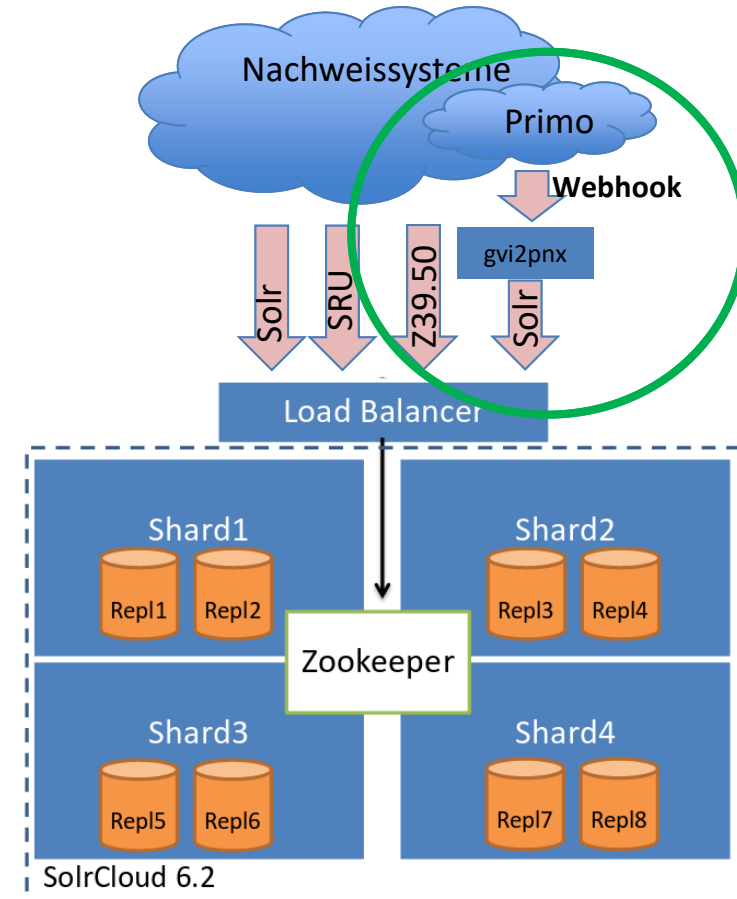 Nachweissysteme
Primo
Webhook
gvi2pnx
Solr
SRU
Z39.50
Solr
Load Balancer
Shard1
Shard2
Repl1
Repl2
Repl3
Repl4
Zookeeper
Shard3
Shard4
Repl5
Repl6
Repl7
Repl8
SolrCloud 6.2